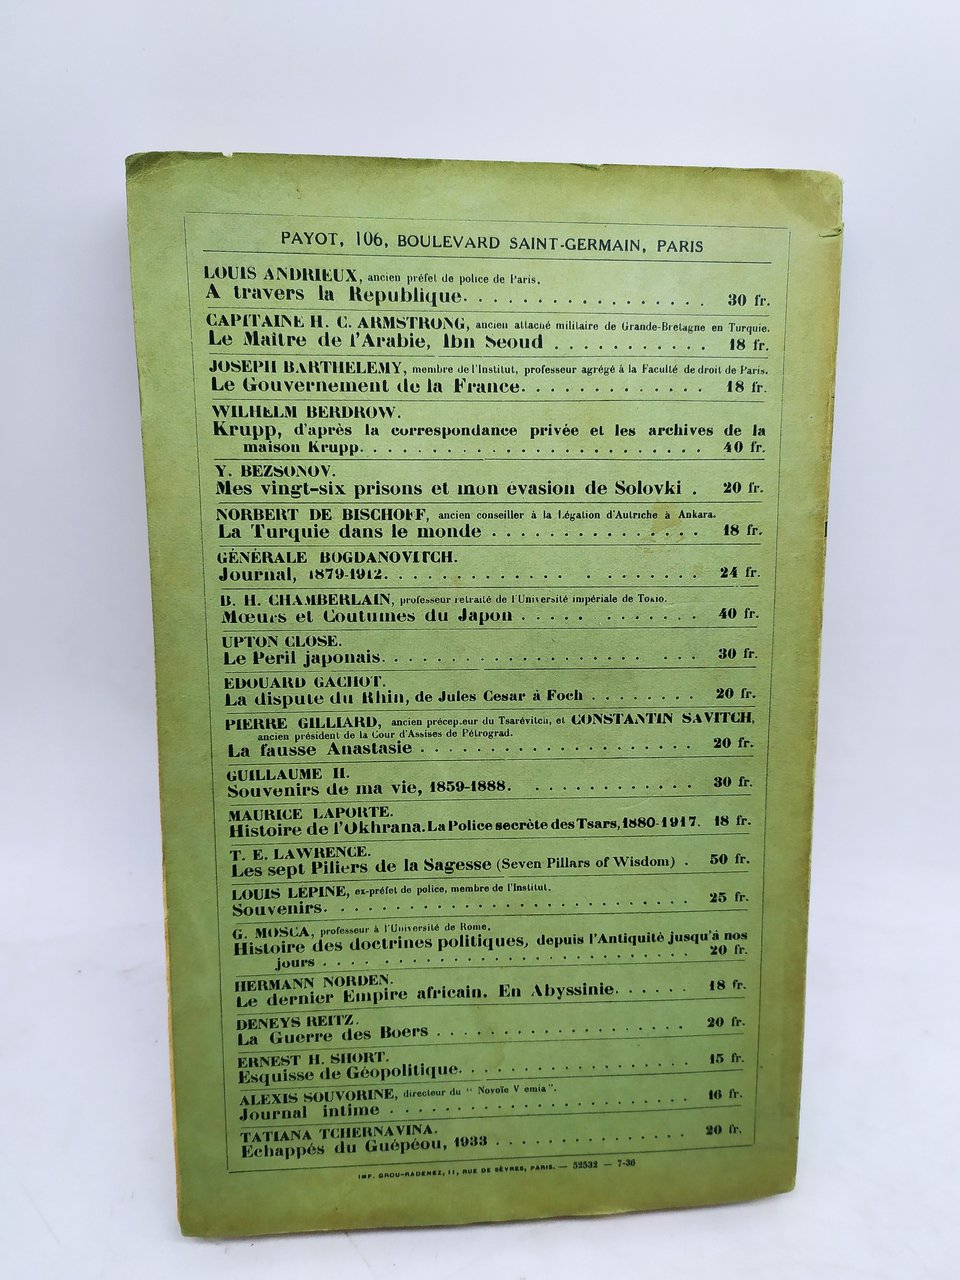 PAYOT, 106, BOULEVARD SAINT-GERMAIN, PARIS
LOUIS ANDRIEUX, ancien préfet de police de Paris.
A travers la Republique. . . . . . . . . . . . . . . . . . 30 fr.
CAPITAINE H. C. ARMSTRONG, ancien attaché militaire de Grande-Bretagne en Turquie.
Le Maître de l'Arabie, Ibn Seoud . . . . . . . . . . . 18 fr.
JOSEPH BARTHELEMY, membre de l'Institut, professeur agrégé à la Faculté de droit de Paris.
Le Gouvernement de la France. . . . . . . . . . . . . 18 fr.
WILHELM BERDROW.
Krupp, d'après la correspondance privée et les archives de la
maison Krupp. . . . . . . . . . . . . . . . . . . . . . . 40 fr.
Y. BEZSONOV.
Mes vingt-six prisons et mon évasion de Solovki . 20 fr.
NORBERT DE BISCHOFF, ancien conseiller à la Légation d'Autriche à Ankara.
La Turquie dans le monde . . . . . . . . . . . . . . . 18 fr.
GÉNÉRALE BOGDANOVITCH.
Journal, 1879-1912. . . . . . . . . . . . . . . . . . . 24 fr.
B. H. CHAMBERLAIN, professeur retraité de l'Université impériale de Tokio.
Mœurs et Coutumes du Japon . . . . . . . . . . . . . 40 fr.
UPTON CLOSE.
Le Péril japonais. . . . . . . . . . . . . . . . . . . . . 30 fr.
EDOUARD GACHOT.
La dispute du Rhin, de Jules Cesar à Foch . . . . . . . . 20 fr.
PIERRE GILLIARD, ancien précepteur du Tsarévitch, et CONSTANTIN SAVITCH,
ancien président de la Cour d'Assises de Pétrograd.
La fausse Anastasie . . . . . . . . . . . . . . . . . . . 20 fr.
GUILLAUME II.
Souvenirs de ma vie, 1859-1888. . . . . . . . . . . . 30 fr.
MAURICE LAPORTE.
Histoire de l'Okhrana. La Police secrète des Tsars, 1880-1917. 18 fr.
T. E. LAWRENCE.
Les sept Piliers de la Sagesse (Seven Pillars of Wisdom) . 50 fr.
LOUIS LÉPINE, ex-préfet de police, membre de l'Institut.
Souvenirs. . . . . . . . . . . . . . . . . . . . . . . . . 25 fr.
G. MOSCA, professeur à l'Université de Rome.
Histoire des doctrines politiques, depuis l'Antiquité jusqu'à nos
jours . . . . . . . . . . . . . . . . . . . . . . . . . . 20 fr.
HERMANN NORDEN.
Le dernier Empire africain. En Abyssinie. . . . . . 18 fr.
DENEYS REITZ.
La Guerre des Boers . . . . . . . . . . . . . . . . . . 20 fr.
ERNEST H. SHORT.
Esquisse de Géopolitique. . . . . . . . . . . . . . . . 15 fr.
ALEXIS SOUVORINE, directeur du " Novoïe V emia".
Journal intime . . . . . . . . . . . . . . . . . . . . . 16 fr.
TATIANA TCHERNAVINA.
Echappés du Guépéou, 1933 . . . . . . . . . . . . . . 20 fr.
IMP. GROU-RADENEZ, 11, RUE DE SÈVRES, PARIS. — 52532 — 7-36